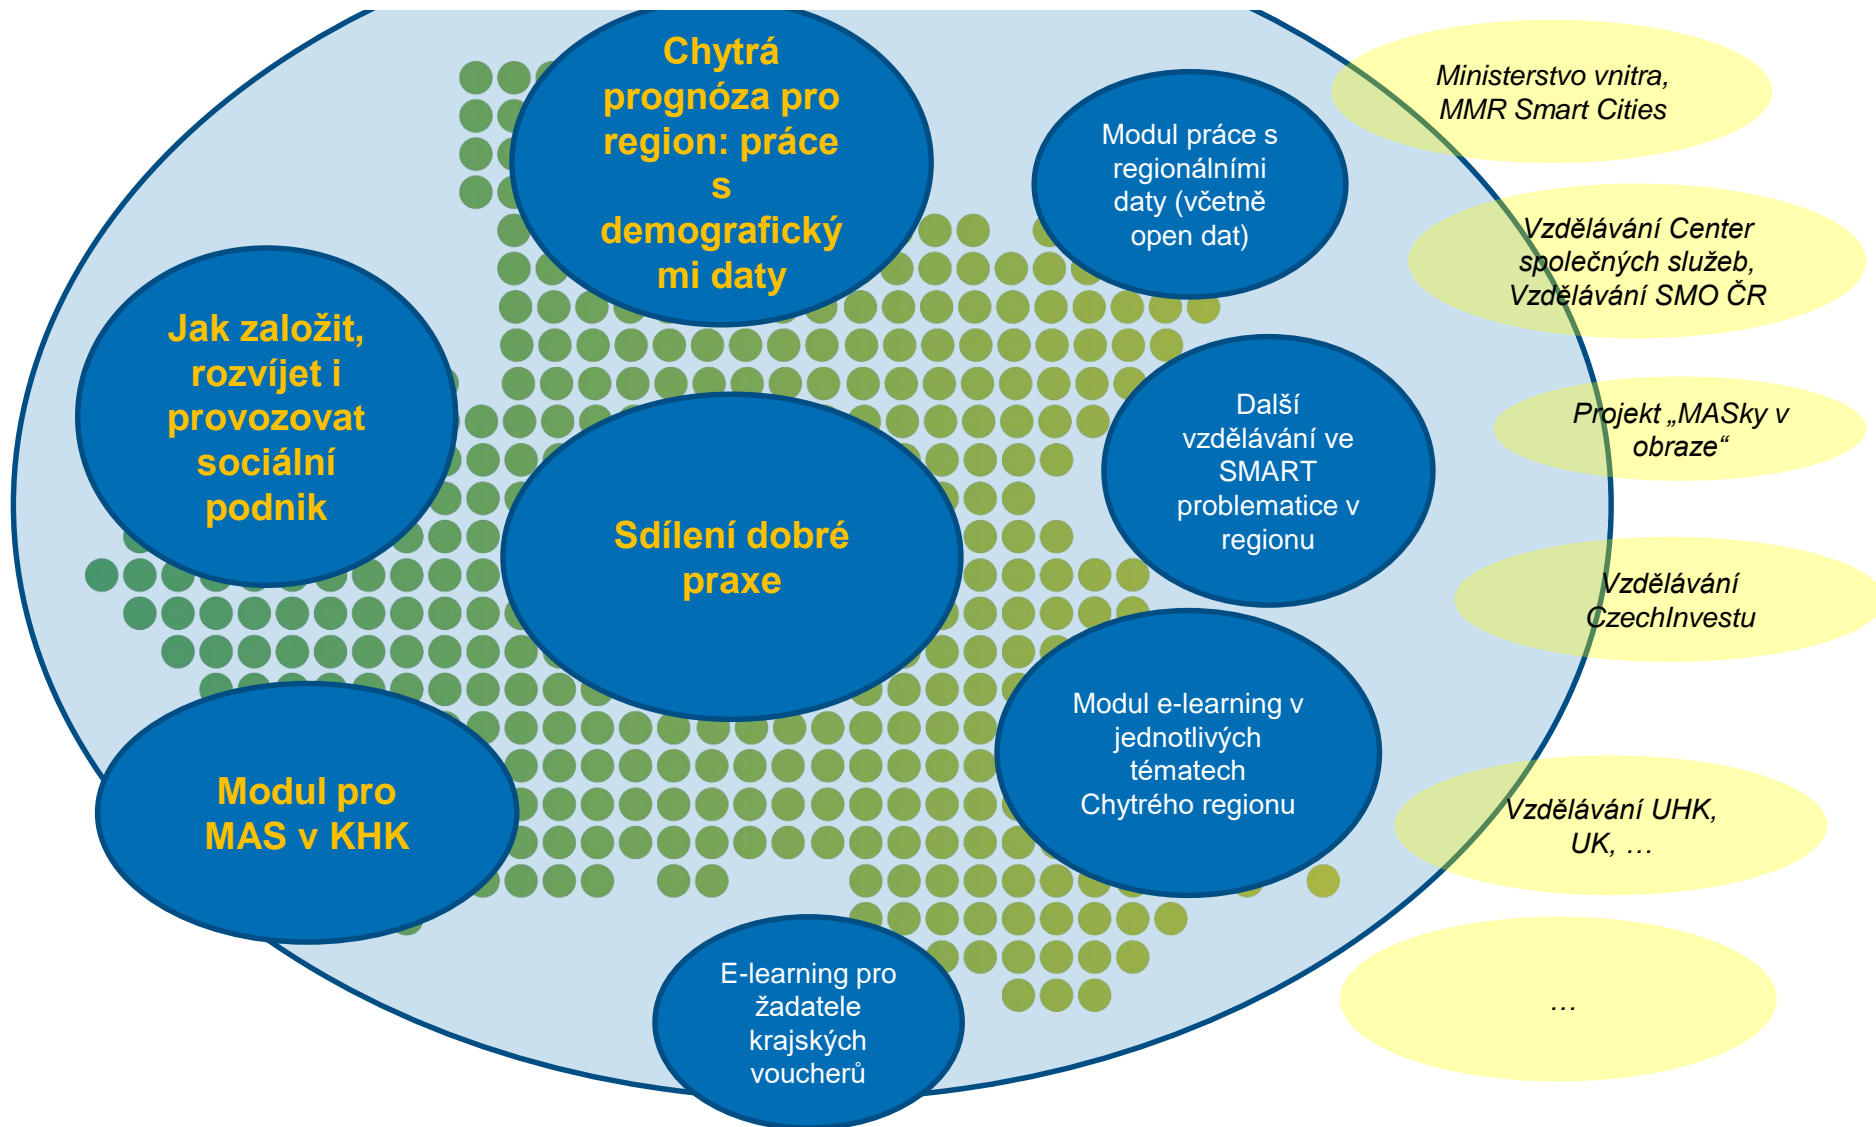 Chytrá
prognóza pro
region: práce
s
demografický
mi daty
Modul práce s
regionálními
daty (včetně
open dat)
Jak založit,
rozvíjet i
provozovat
sociální
podnik
Sdílení dobré
praxe
Další
vzdělávání ve
SMART
problematice v
regionu
Modul pro
MAS v KHK
Modul e-learning v
jednotlivých
tématech
Chytrého regionu
E-learning pro
žadatele
krajských
voucherů
Ministerstvo vnitra,
MMR Smart Cities
Vzdělávání Center
společných služeb,
Vzdělávání SMO ČR
Projekt „MASky v
obraze“
Vzdělávání
CzechInvestu
Vzdělávání UHK,
UK, …
…